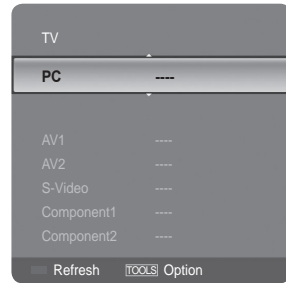 TV
PC ----
AV1 ----
AV2 ----
S-Video ----
Component1 ----
Component2 ----
Refresh TOOLS Option